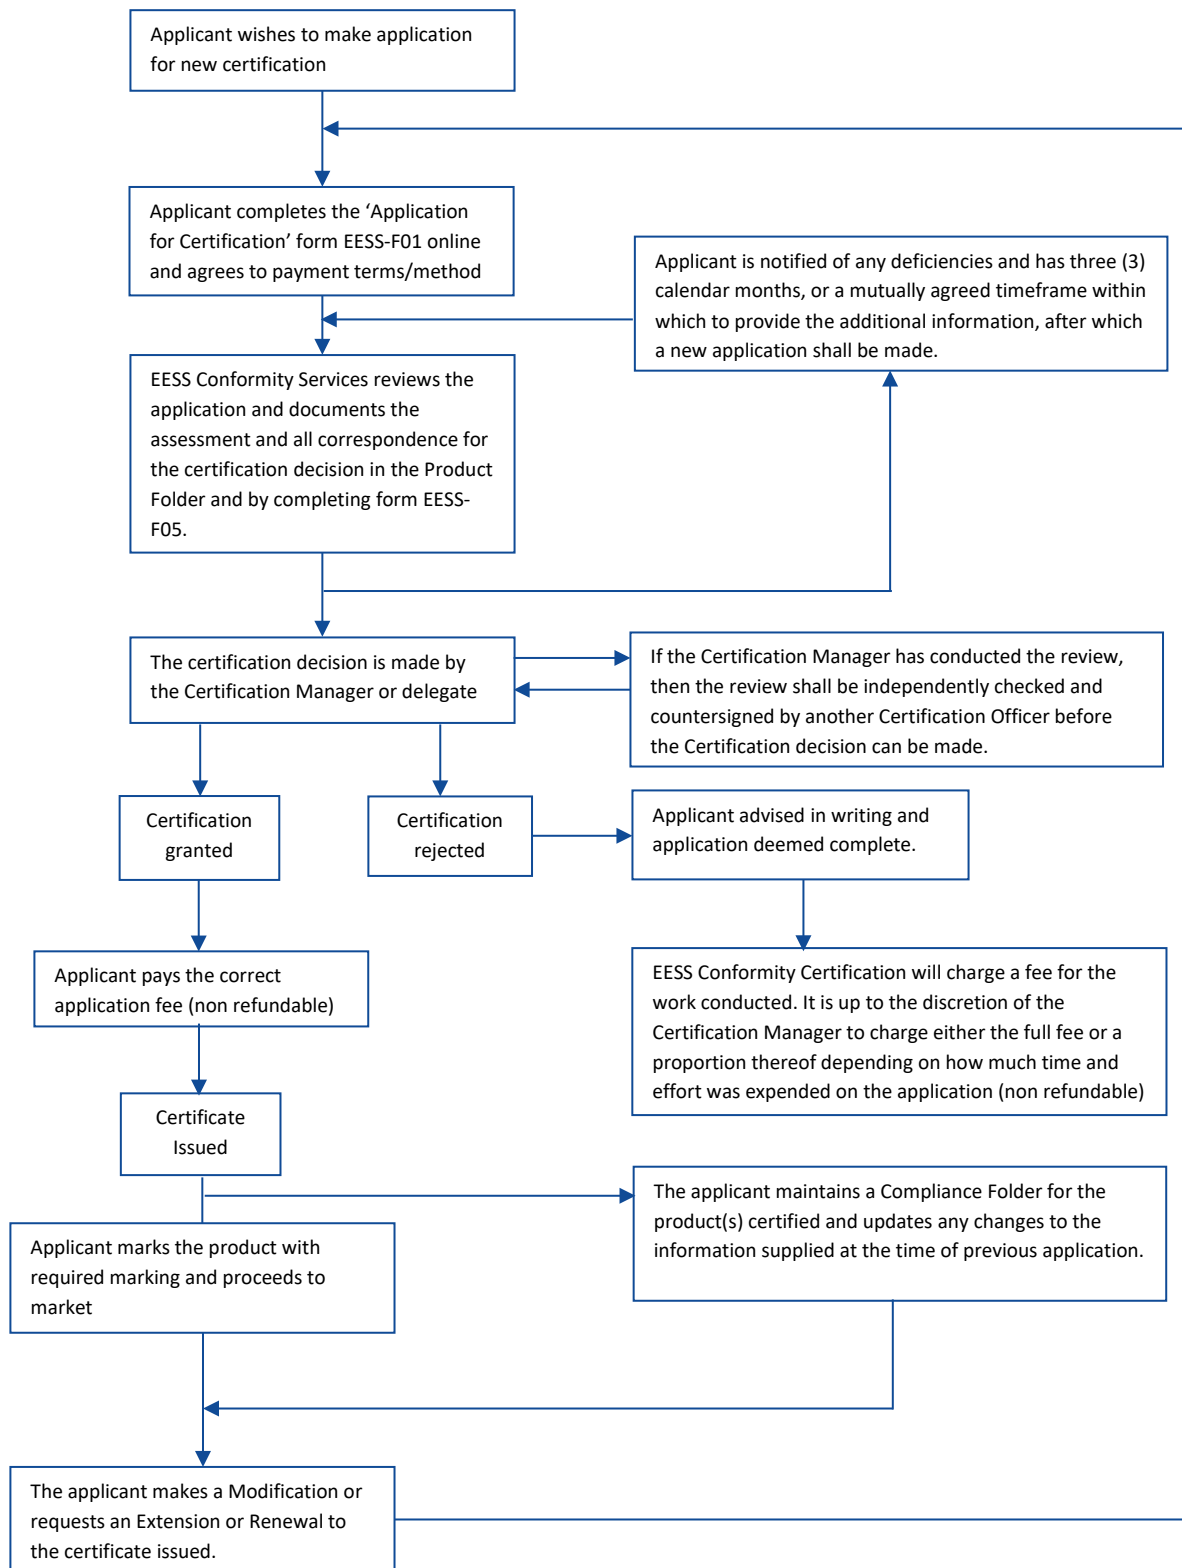 Applicant wishes to make application
for new certification
Applicant completes the ‘Application
for Certification’ form EESS-F01 online
and agrees to payment terms/method
Applicant is notified of any deficiencies and has three (3)
calendar months, or a mutually agreed timeframe within
which to provide the additional information, after which
a new application shall be made.
EESS Conformity Services reviews the
application and documents the
assessment and all correspondence for
the certification decision in the Product
Folder and by completing form EESS-
F05.
The certification decision is made by
the Certification Manager or delegate
If the Certification Manager has conducted the review,
then the review shall be independently checked and
countersigned by another Certification Officer before
the Certification decision can be made.
Certification
granted
Certification
rejected
Applicant advised in writing and
application deemed complete.
Applicant pays the correct
application fee (non refundable)
EESS Conformity Certification will charge a fee for the
work conducted. It is up to the discretion of the
Certification Manager to charge either the full fee or a
proportion thereof depending on how much time and
effort was expended on the application (non refundable)
Certificate
Issued
The applicant maintains a Compliance Folder for the
product(s) certified and updates any changes to the
information supplied at the time of previous application.
Applicant marks the product with
required marking and proceeds to
market
The applicant makes a Modification or
requests an Extension or Renewal to
the certificate issued.